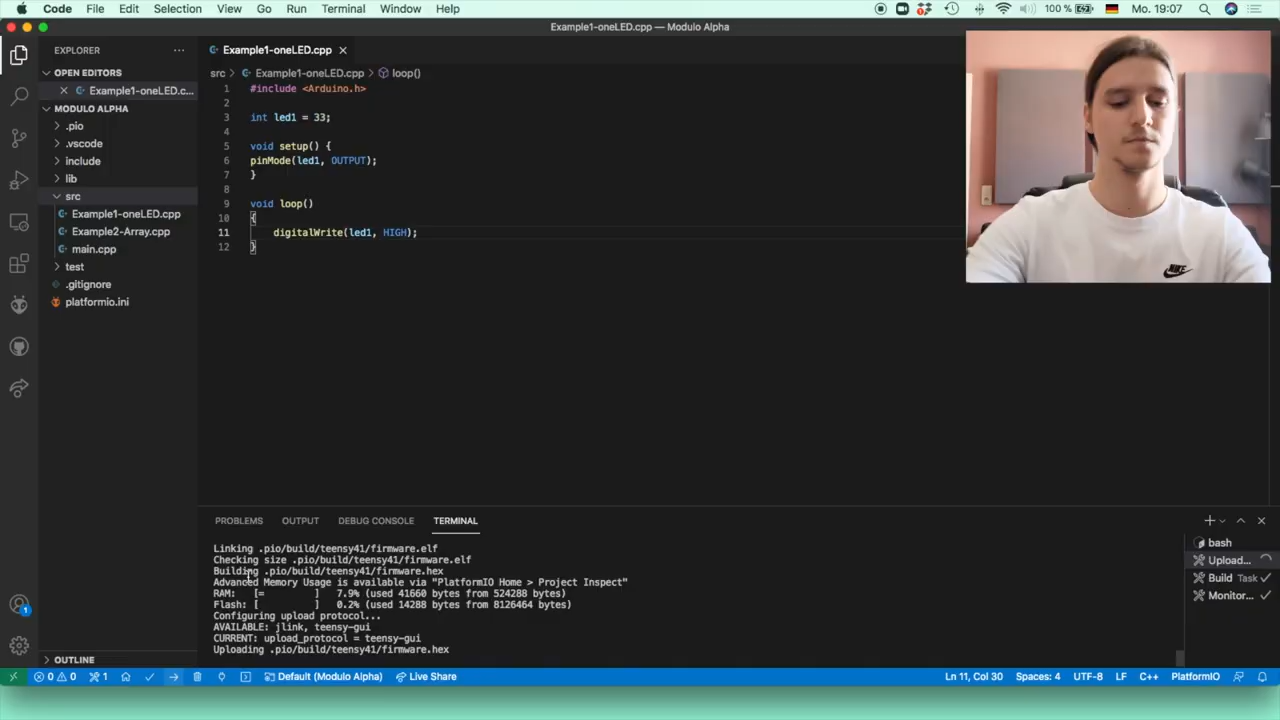 Code File Edit Selection View Go Run Terminal Window Help 100 % Mo. 19:07
Example1-oneLED.cpp — Modulo Alpha
EXPLORER
OPEN EDITORS
Example1-oneLED.c...
MODULO ALPHA
.pio
.vscode
include
lib
src
Example1-oneLED.cpp
Example2-Array.cpp
main.cpp
test
.gitignore
platformio.ini
OUTLINE
Example1-oneLED.cpp
src > Example1-oneLED.cpp > loop()
1 #include <Arduino.h>
2
3 int led1 = 33;
4
5 void setup() {
6 pinMode(led1, OUTPUT);
7 }
8
9 void loop()
10 {
11 digitalWrite(led1, HIGH);
12 }
PROBLEMS OUTPUT DEBUG CONSOLE TERMINAL
Linking .pio/build/teensy41/firmware.elf
Checking size .pio/build/teensy41/firmware.elf
Building .pio/build/teensy41/firmware.hex
Advanced Memory Usage is available via "PlatformIO Home > Project Inspect"
RAM: [= ] 7.9% (used 41660 bytes from 524288 bytes)
Flash: [ ] 0.2% (used 14288 bytes from 8126464 bytes)
Configuring upload protocol...
AVAILABLE: jlink, teensy-gui
CURRENT: upload_protocol = teensy-gui
Uploading .pio/build/teensy41/firmware.hex
bash
Upload...
Build Task
Monitor...
1
0 0 1 Default (Modulo Alpha) Live Share Ln 11, Col 30 Spaces: 4 UTF-8 LF C++ PlatformIO
NIKE